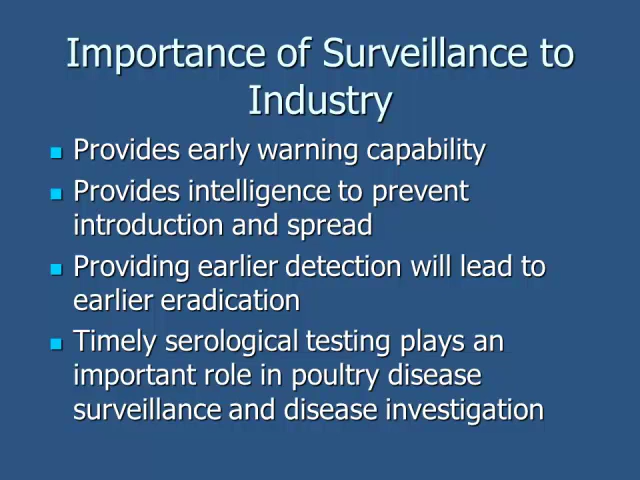 Importance of Surveillance to
Industry
Provides early warning capability
Provides intelligence to prevent
introduction and spread
Providing earlier detection will lead to
earlier eradication
Timely serological testing plays an
important role in poultry disease
surveillance and disease investigation